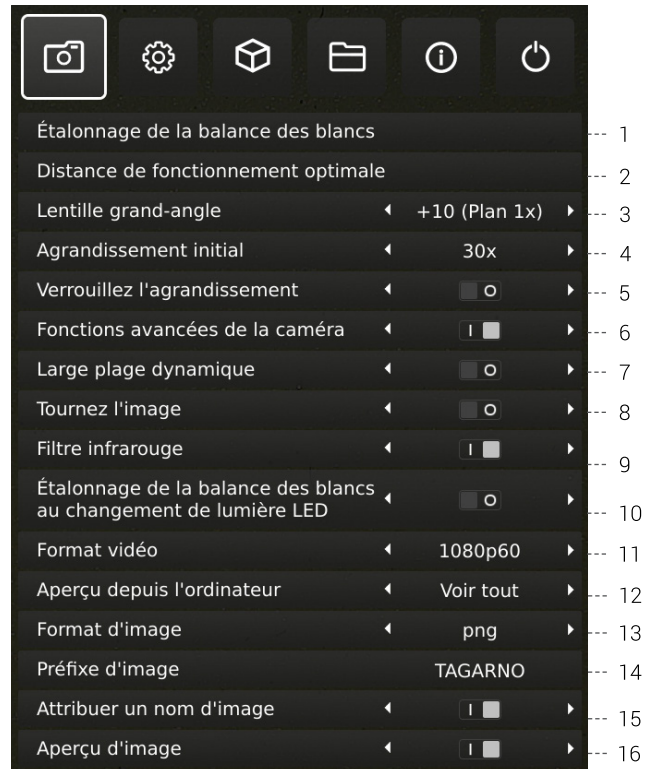 Étalonnage de la balance des blancs 1
Distance de fonctionnement optimale 2
Lentille grand-angle +10 (Plan 1x) 3
Agrandissement initial 30x 4
Verrouillez l'agrandissement O 5
Fonctions avancées de la caméra I 6
Large plage dynamique O 7
Tournez l'image O 8
Filtre infrarouge I 9
Étalonnage de la balance des blancs
au changement de lumière LED O 10
Format vidéo 1080p60 11
Aperçu depuis l'ordinateur Voir tout 12
Format d'image png 13
Préfixe d'image TAGARNO 14
Attribuer un nom d'image I 15
Aperçu d'image I 16